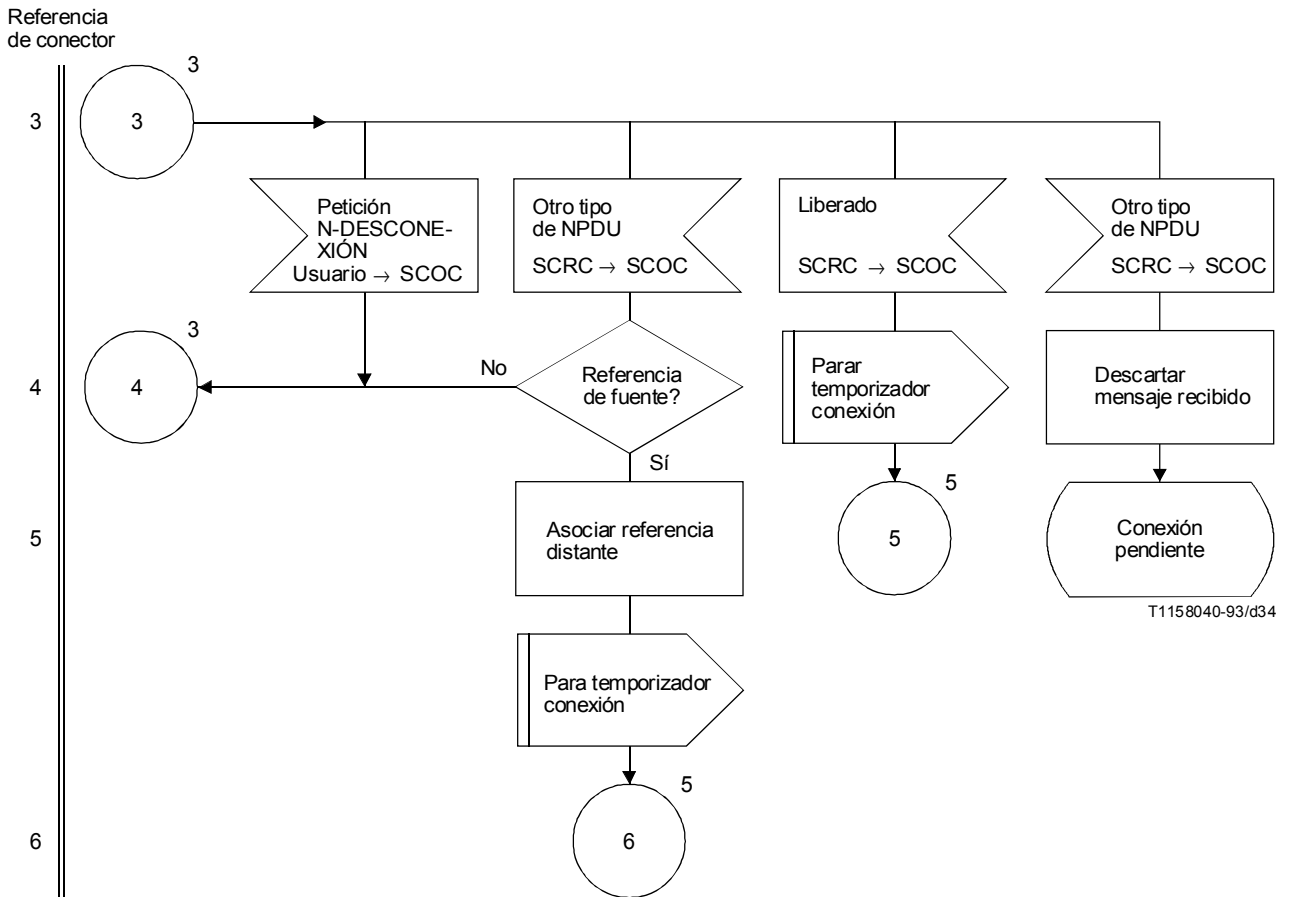 Referencia
de conector
3
3
3
Petición
N-DESCONE-
XIÓN
Usuario → SCOC
Otro tipo
de NPDU
SCRC → SCOC
Liberado
SCRC → SCOC
Otro tipo
de NPDU
SCRC → SCOC
3
4
4
No
Referencia
de fuente?
Sí
Parar
temporizador
conexión
Descartar
mensaje recibido
5
5
5
Asociar referencia
distante
Conexión
pendiente
T1158040-93/d34
Para temporizador
conexión
5
6
6